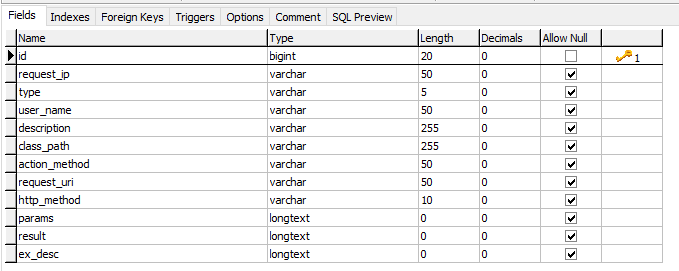 Fields Indexes Foreign Keys Triggers Options Comment SQL Preview
Name Type Length Decimals Allow Null
id bigint 20 0 1
request_ip varchar 50 0
type varchar 5 0
user_name varchar 50 0
description varchar 255 0
class_path varchar 255 0
action_method varchar 50 0
request_uri varchar 50 0
http_method varchar 10 0
params longtext 0 0
result longtext 0 0
ex_desc longtext 0 0